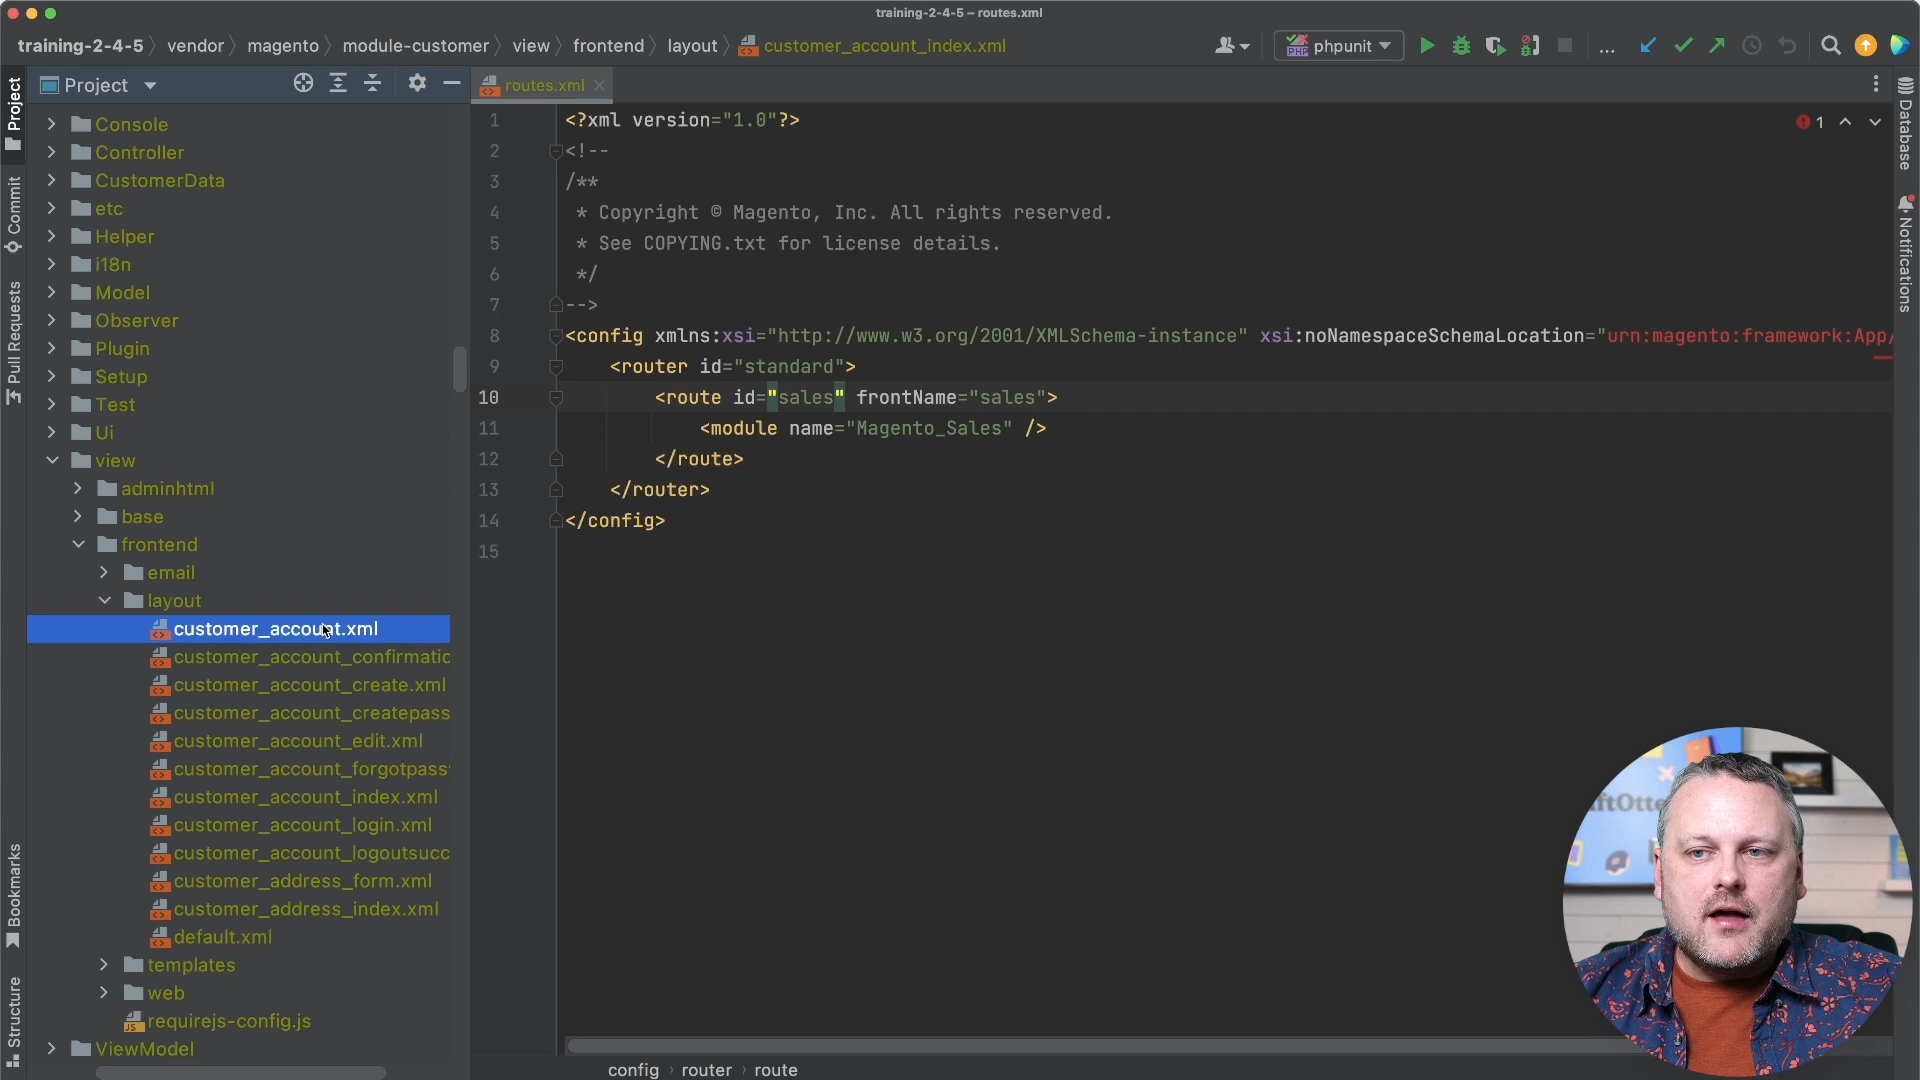 training-2-4-5 – routes.xml
training-2-4-5 vendor magento module-customer view frontend layout customer_account_index.xml
phpunit
Project
routes.xml
Project
Commit
Pull Requests
Bookmarks
Structure
Console
Controller
CustomerData
etc
Helper
i18n
Model
Observer
Plugin
Setup
Test
Ui
view
adminhtml
base
frontend
email
layout
customer_account.xml
customer_account_confirmatic
customer_account_create.xml
customer_account_createpass
customer_account_edit.xml
customer_account_forgotpass
customer_account_index.xml
customer_account_login.xml
customer_account_logoutsucc
customer_address_form.xml
customer_address_index.xml
default.xml
templates
web
requirejs-config.js
ViewModel
1 <?xml version="1.0"?>
2 <!--
3 /**
4 * Copyright © Magento, Inc. All rights reserved.
5 * See COPYING.txt for license details.
6 */
7 -->
8 <config xmlns:xsi="http://www.w3.org/2001/XMLSchema-instance" xsi:noNamespaceSchemaLocation="urn:magento:framework:App/
9 <router id="standard">
10 <route id="sales" frontName="sales">
11 <module name="Magento_Sales" />
12 </route>
13 </router>
14 </config>
15
1
Database
Notifications
config router route